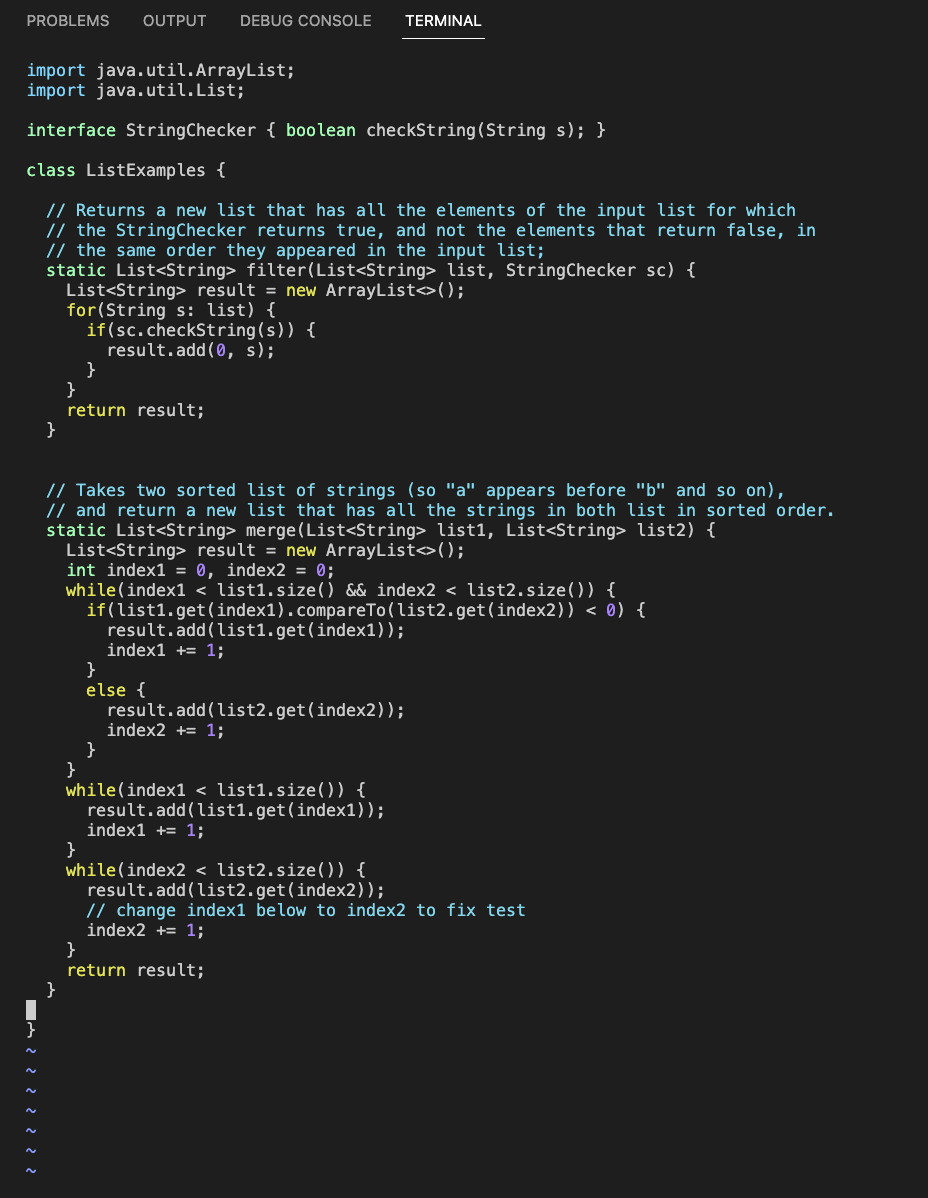 PROBLEMS OUTPUT DEBUG CONSOLE TERMINAL
import java.util.ArrayList;
import java.util.List;
interface StringChecker { boolean checkString(String s); }
class ListExamples {
// Returns a new list that has all the elements of the input list for which
// the StringChecker returns true, and not the elements that return false, in
// the same order they appeared in the input list;
static List<String> filter(List<String> list, StringChecker sc) {
List<String> result = new ArrayList<>();
for(String s: list) {
if(sc.checkString(s)) {
result.add(0, s);
}
}
return result;
}
// Takes two sorted list of strings (so "a" appears before "b" and so on),
// and return a new list that has all the strings in both list in sorted order.
static List<String> merge(List<String> list1, List<String> list2) {
List<String> result = new ArrayList<>();
int index1 = 0, index2 = 0;
while(index1 < list1.size() && index2 < list2.size()) {
if(list1.get(index1).compareTo(list2.get(index2)) < 0) {
result.add(list1.get(index1));
index1 += 1;
}
else {
result.add(list2.get(index2));
index2 += 1;
}
}
while(index1 < list1.size()) {
result.add(list1.get(index1));
index1 += 1;
}
while(index2 < list2.size()) {
result.add(list2.get(index2));
// change index1 below to index2 to fix test
index2 += 1;
}
return result;
}
}
~
~
~
~
~
~
~